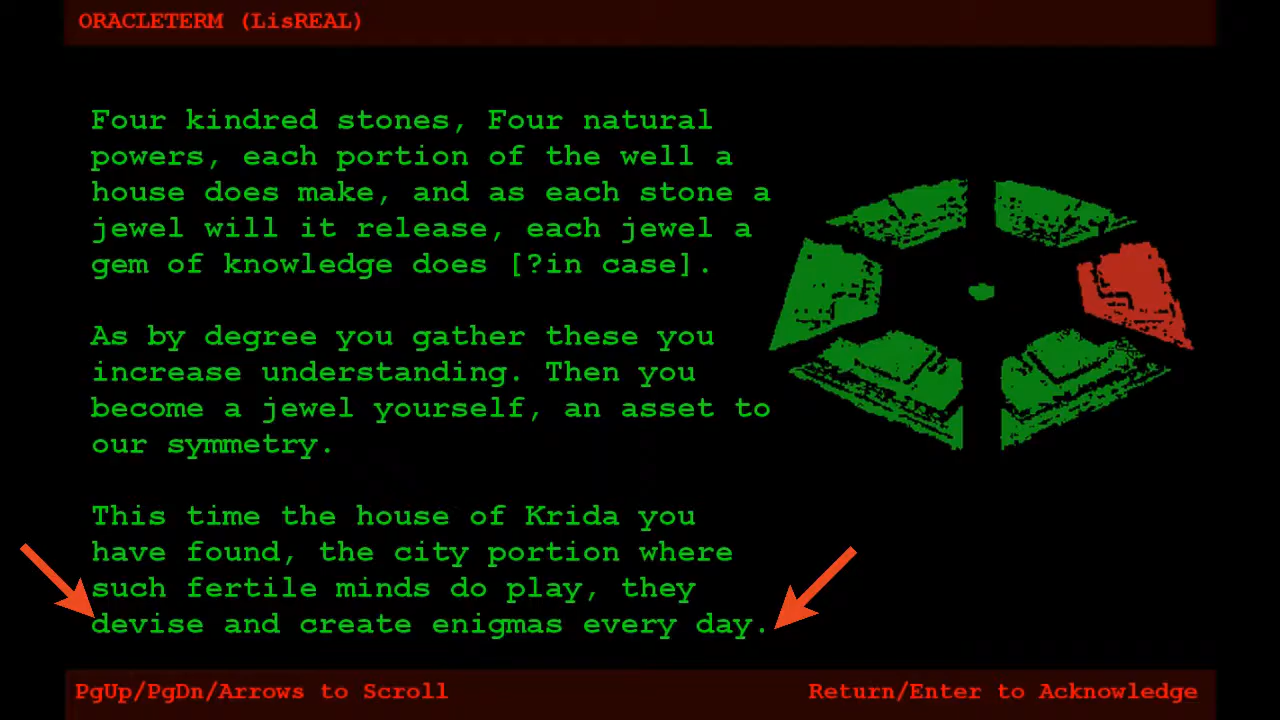 ORACLETERM (LisREAL)
Four kindred stones, Four natural
powers, each portion of the well a
house does make, and as each stone a
jewel will it release, each jewel a
gem of knowledge does [?in case].
As by degree you gather these you
increase understanding. Then you
become a jewel yourself, an asset to
our symmetry.
This time the house of Krida you
have found, the city portion where
such fertile minds do play, they
devise and create enigmas every day.
PgUp/PgDn/Arrows to Scroll
Return/Enter to Acknowledge